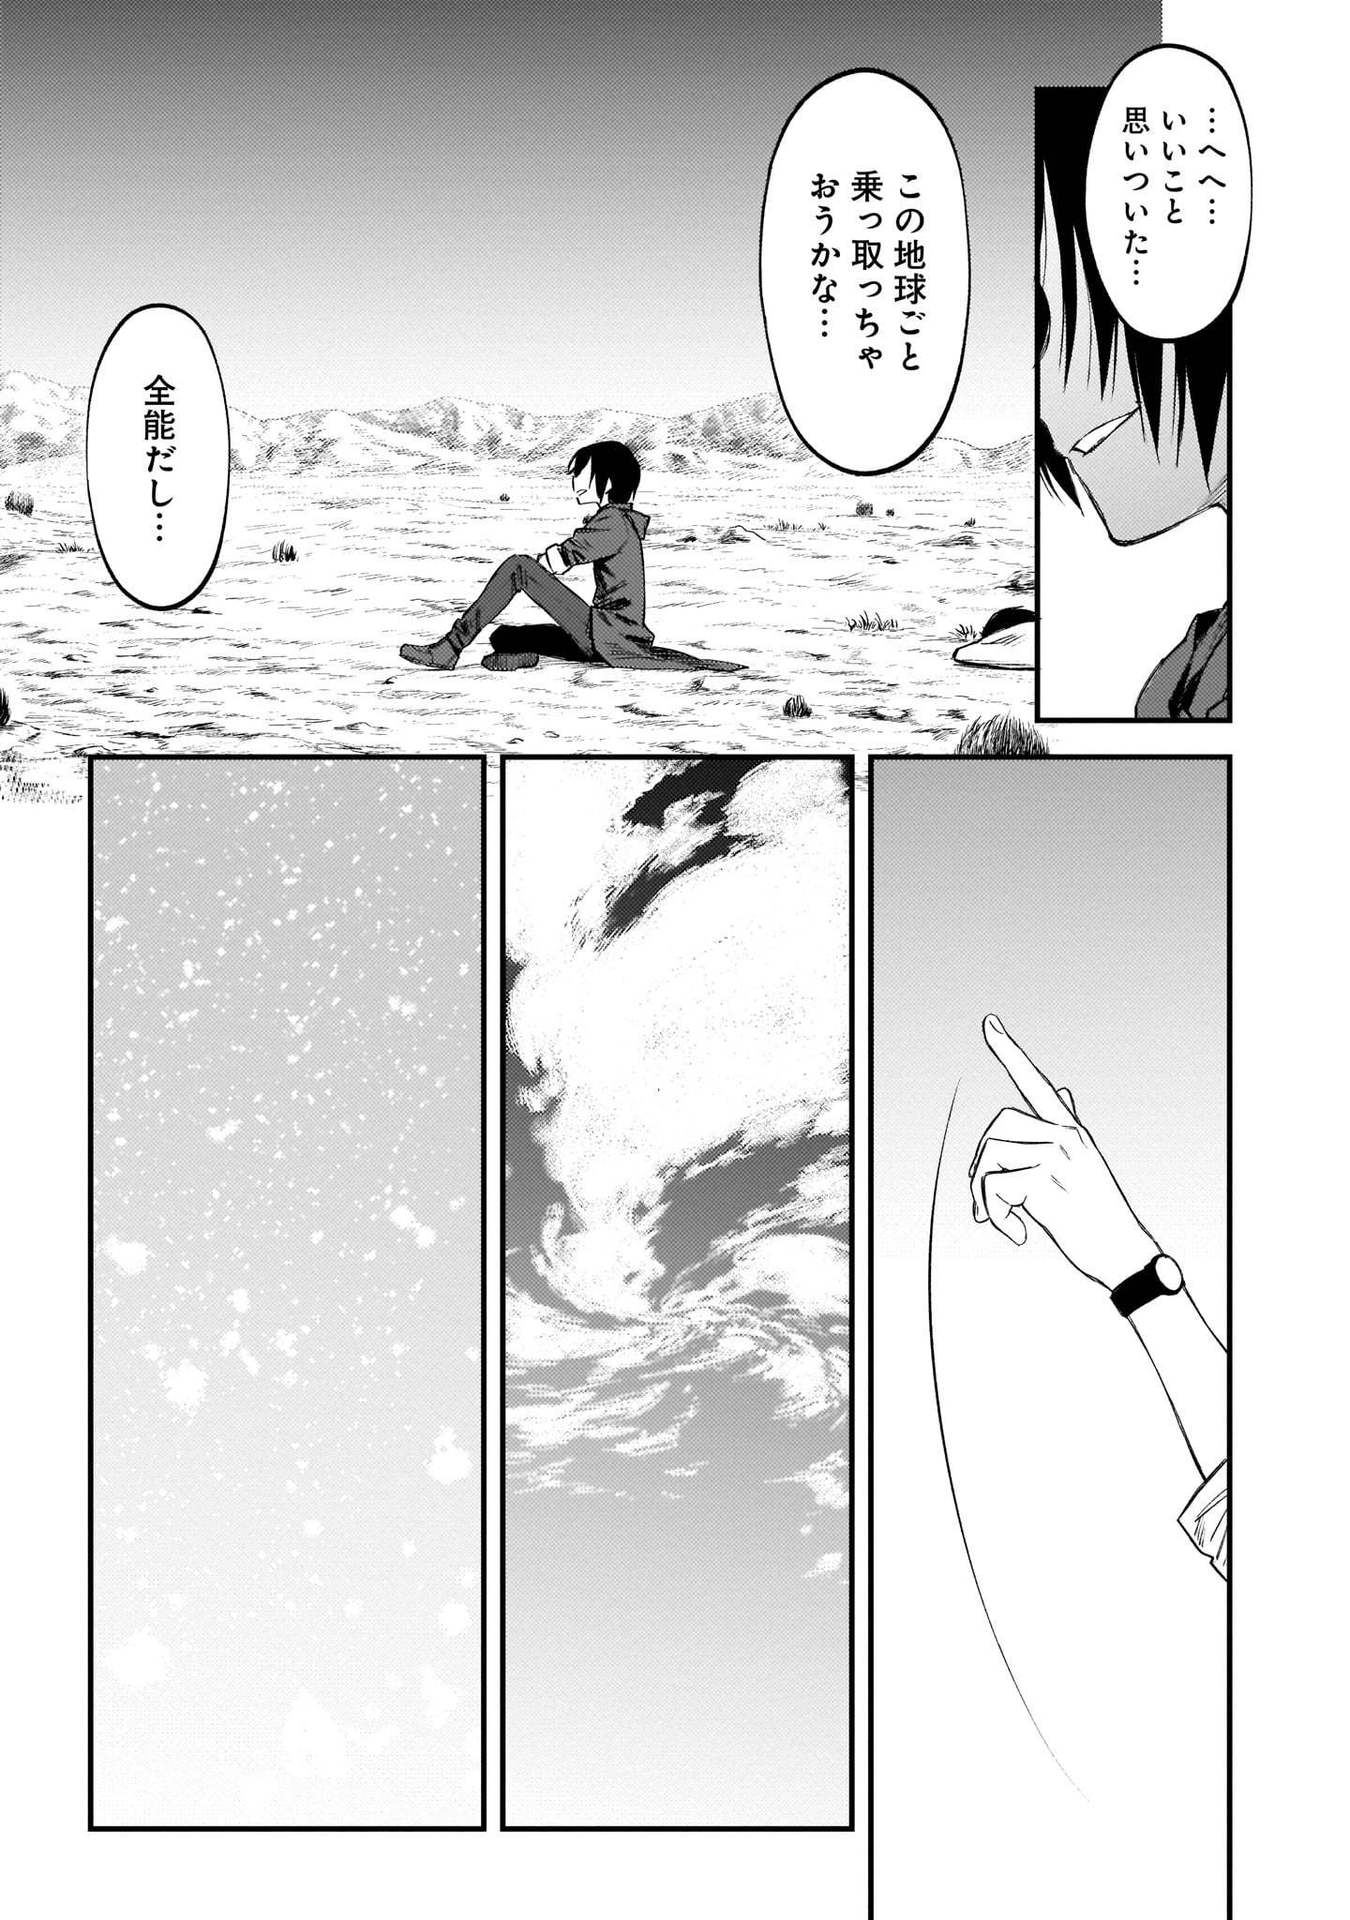 …へへ…
いいこと
思いついた…
この地球ごと
乗っ取っちゃ
おうかな…
全能だし…